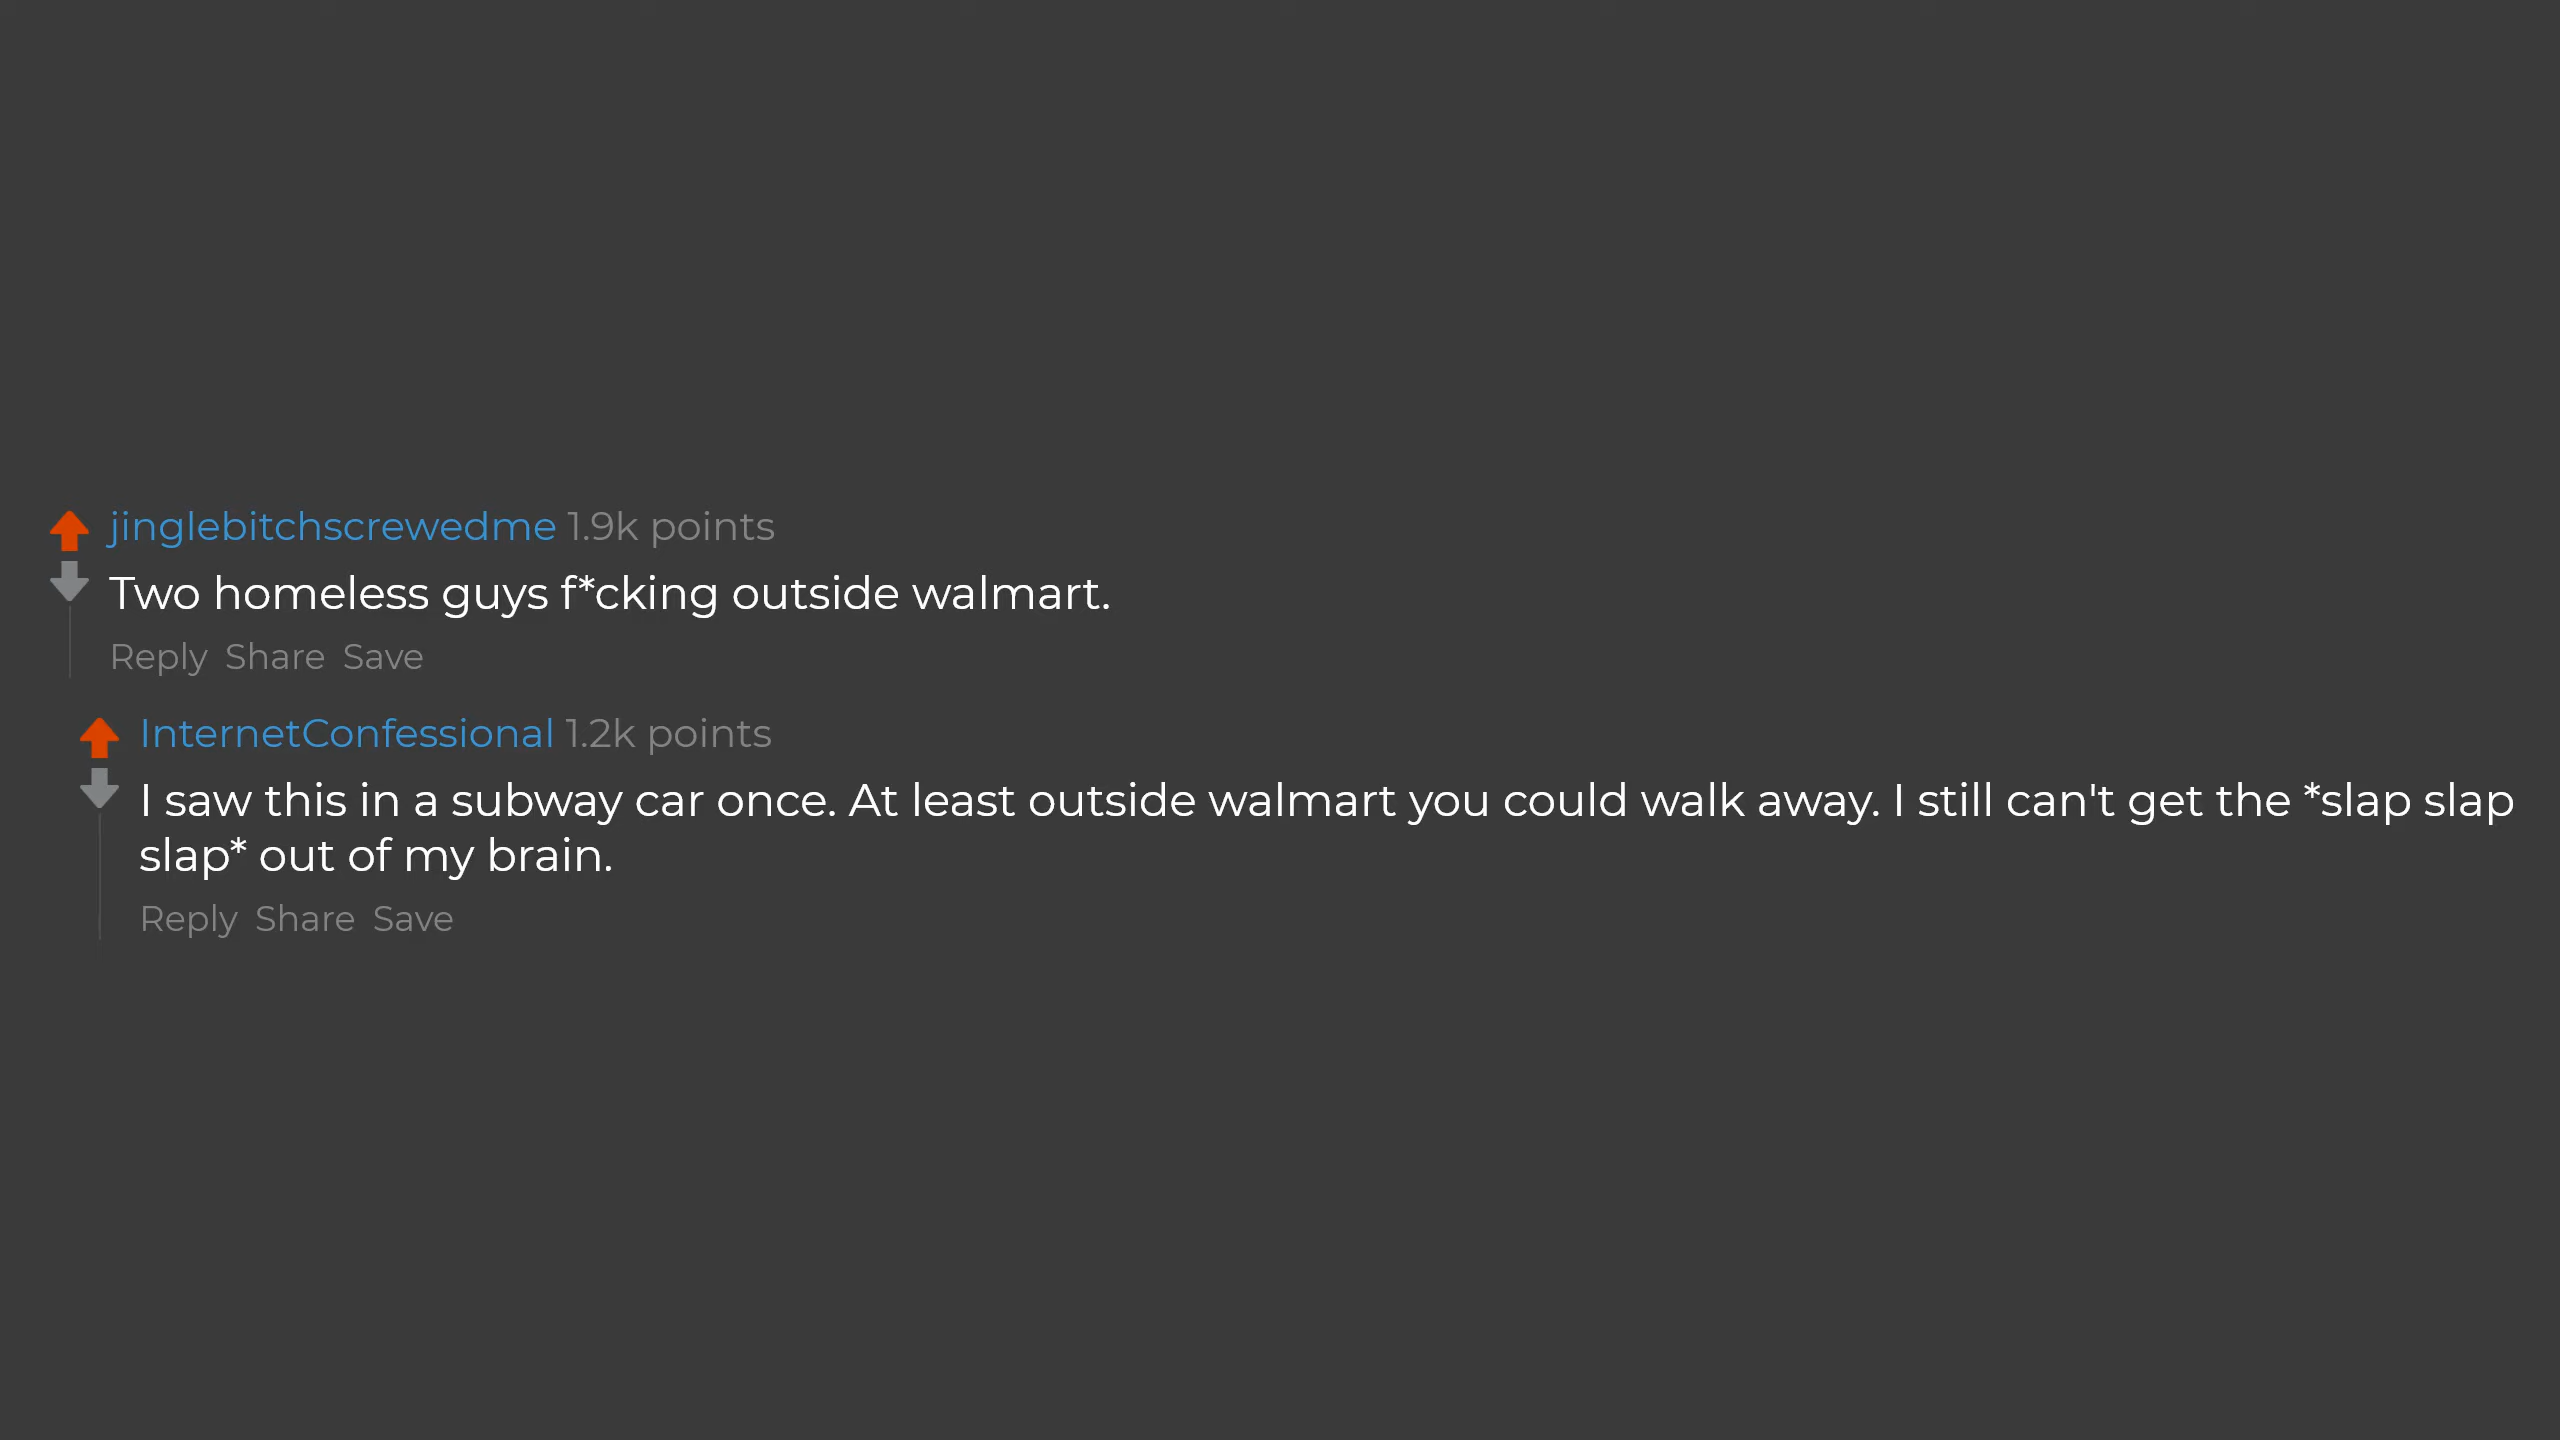 jinglebitchscrewedme 1.9k points
Two homeless guys f*cking outside walmart.
Reply Share Save
InternetConfessional 1.2k points
I saw this in a subway car once. At least outside walmart you could walk away. I still can't get the *slap slap
slap* out of my brain.
Reply Share Save